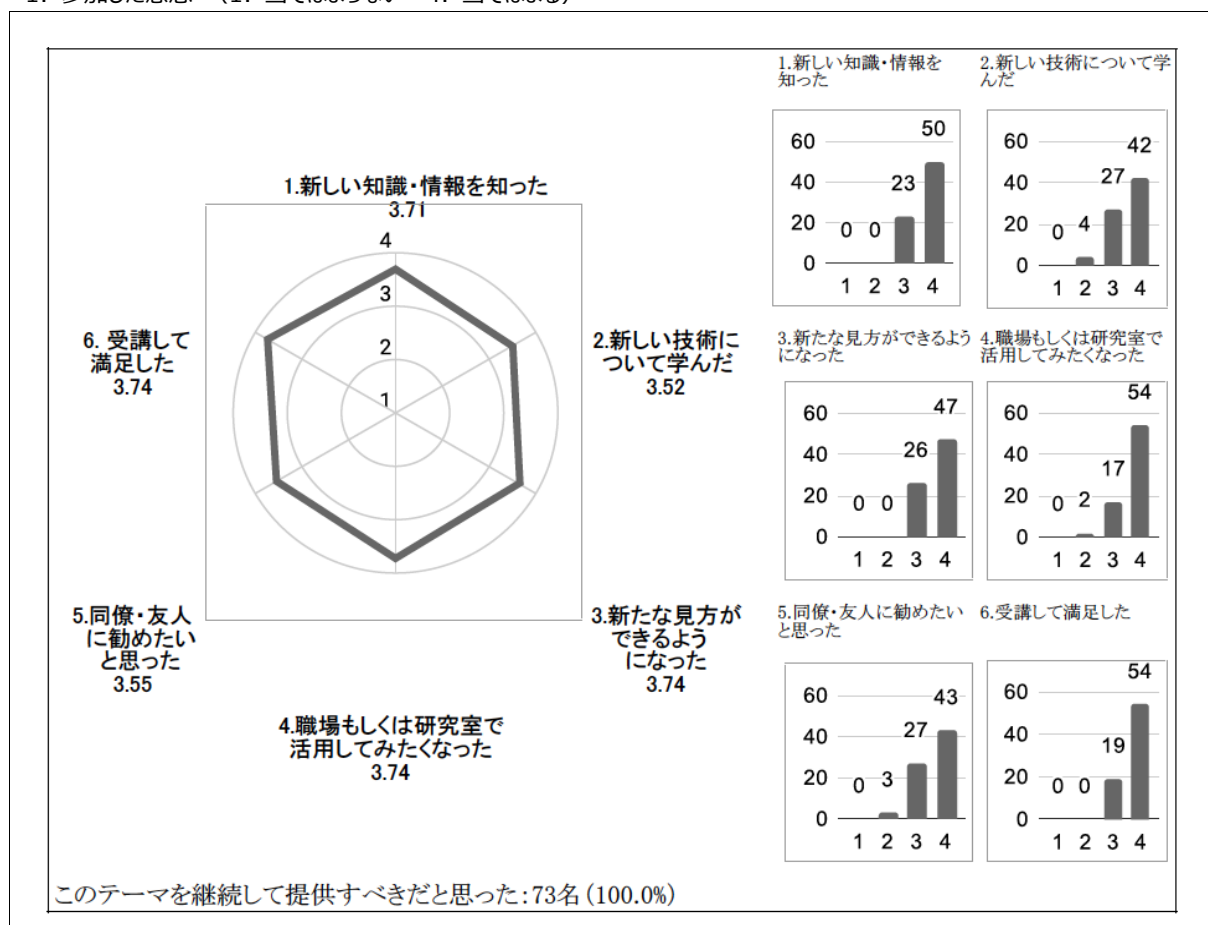 1.新しい知識・情報を知った
3.71
4
3
2
1
2.新しい技術に
ついて学んだ
3.52
3.新たな見方が
できるよう
になった
3.74
4.職場もしくは研究室で
活用してみたくなった
3.74
5.同僚・友人
に勧めたい
と思った
3.55
6. 受講して
満足した
3.74
1.新しい知識・情報を
知った
60
40
20
0
0 0 23 50
1 2 3 4
2.新しい技術について学
んだ
60
40
20
0
0 4 27 42
1 2 3 4
3.新たな見方ができるよう
になった
60
40
20
0
0 0 26 47
1 2 3 4
4.職場もしくは研究室で
活用してみたくなった
60
40
20
0
0 2 17 54
1 2 3 4
5.同僚・友人に勧めたい
と思った
60
40
20
0
0 3 27 43
1 2 3 4
6.受講して満足した
60
40
20
0
0 0 19 54
1 2 3 4
このテーマを継続して提供すべきだと思った:73名(100.0%)